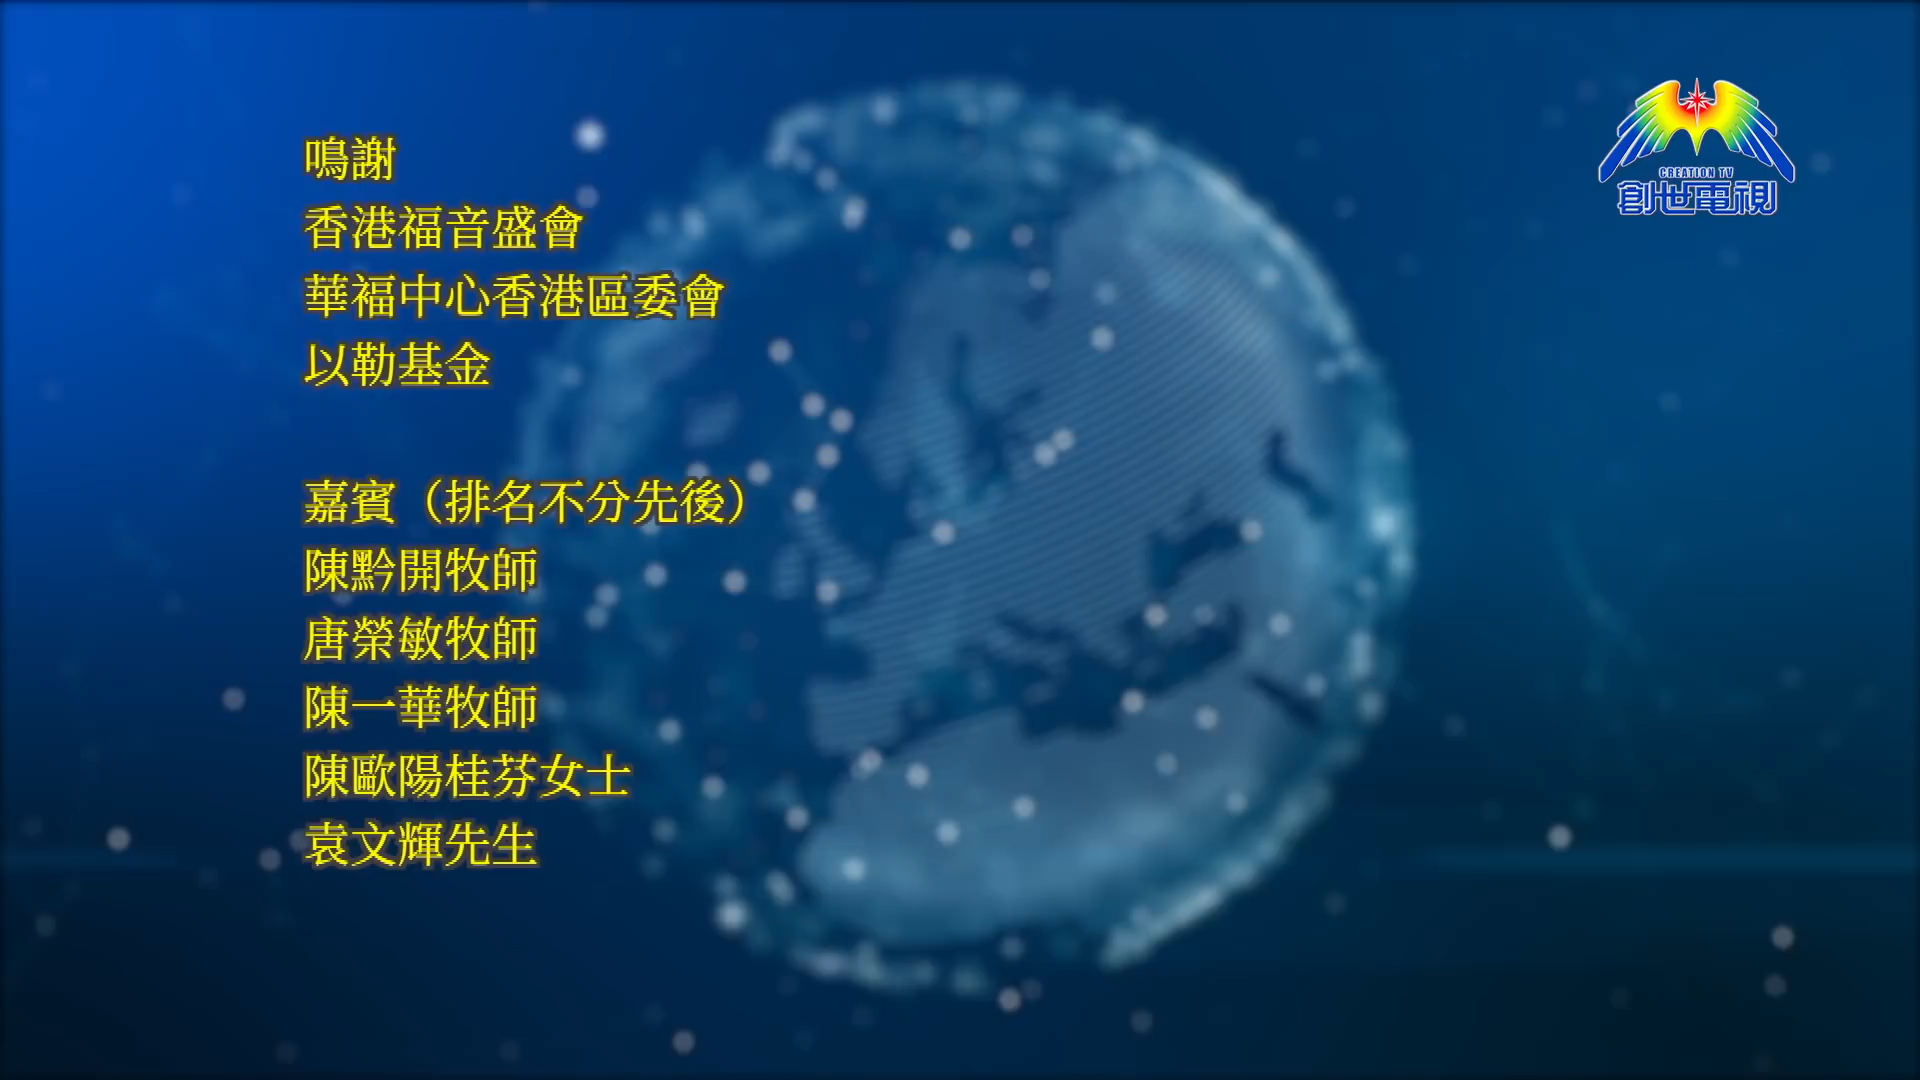 鳴謝
香港福音盛會
華福中心香港區委會
以勒基金
嘉賓（排名不分先後）
陳黔開牧師
唐榮敏牧師
陳一華牧師
陳歐陽桂芬女士
袁文輝先生
CREATION TV
創世電視